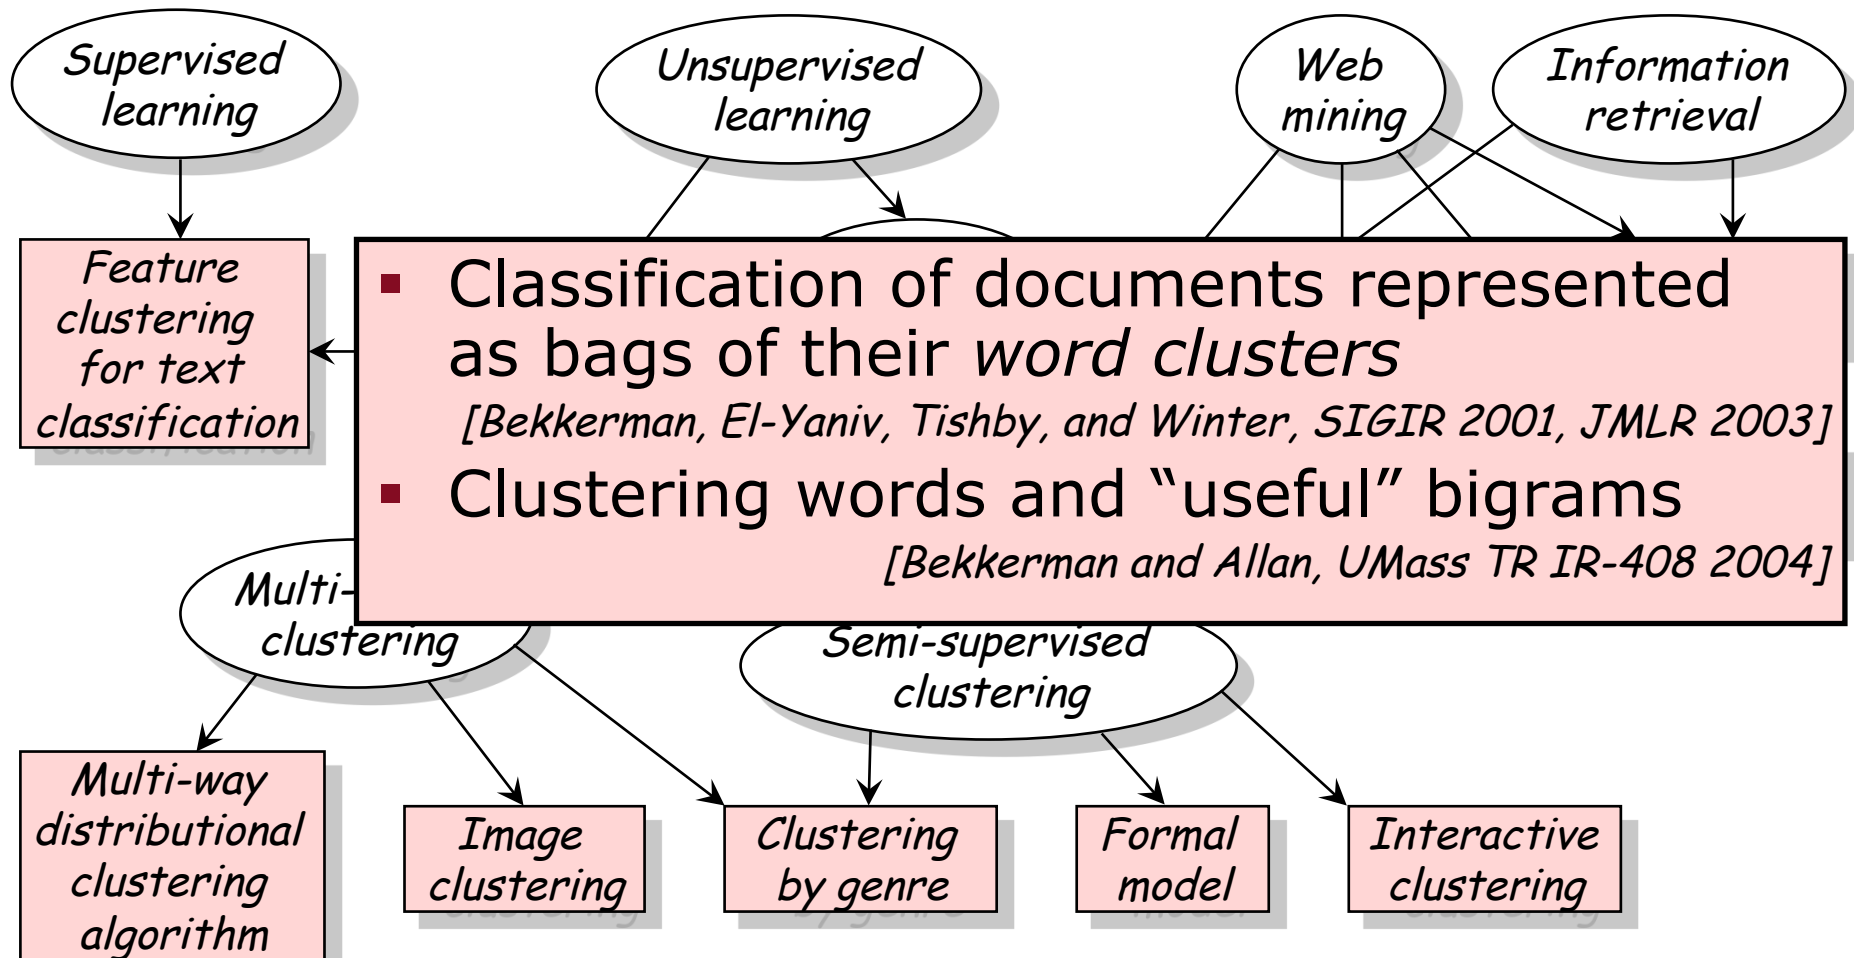 Supervised
learning
Unsupervised
learning
Web
mining
Information
retrieval
Feature
clustering
for text
classification
▪ Classification of documents represented
as bags of their word clusters
[Bekkerman, El-Yaniv, Tishby, and Winter, SIGIR 2001, JMLR 2003]
▪ Clustering words and “useful” bigrams
[Bekkerman and Allan, UMass TR IR-408 2004]
Multi-
clustering
Semi-supervised
clustering
Multi-way
distributional
clustering
algorithm
Image
clustering
Clustering
by genre
Formal
model
Interactive
clustering